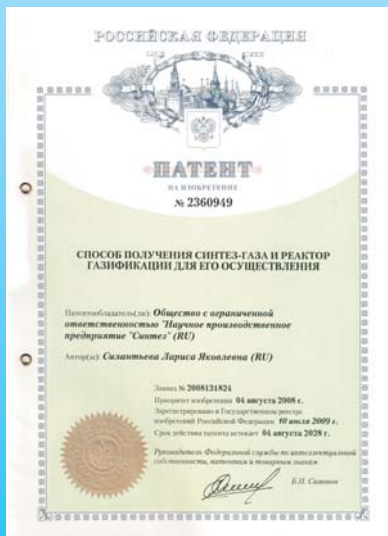 РОССИЙСКАЯ ФЕДЕРАЦИЯ
ПАТЕНТ
НА ИЗОБРЕТЕНИЕ
№ 2360949
СПОСОБ ПОЛУЧЕНИЯ СИНТЕЗ-ГАЗА И РЕАКТОР
ГАЗИФИКАЦИИ ДЛЯ ЕГО ОСУЩЕСТВЛЕНИЯ
Патентообладатель(ли): Общество с ограниченной
ответственностью "Научное производственное
предприятие "Синтез" (RU)
Автор(ы): Силантьева Лариса Яковлевна (RU)
Заявка № 2008131824
Приоритет изобретения 04 августа 2008 г.
Зарегистрировано в Государственном реестре
изобретений Российской Федерации 10 июля 2009 г.
Срок действия патента истекает 04 августа 2028 г.
Руководитель Федеральной службы по интеллектуальной
собственности, патентам и товарным знакам
Б.П. Симонов